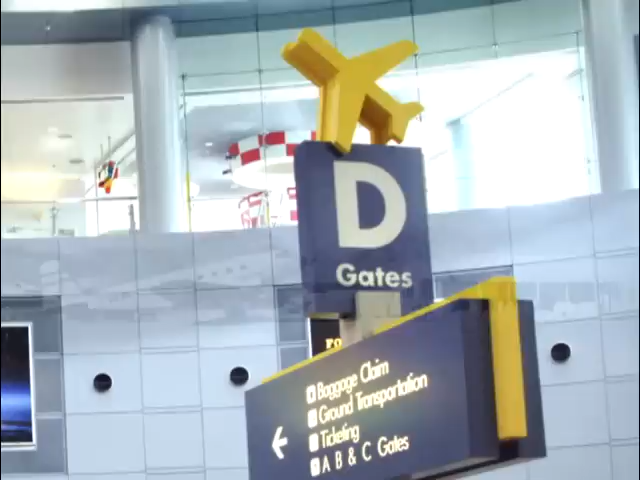 D
Gates
Baggage Claim
Ground Transportation
Ticketing
A B & C Gates